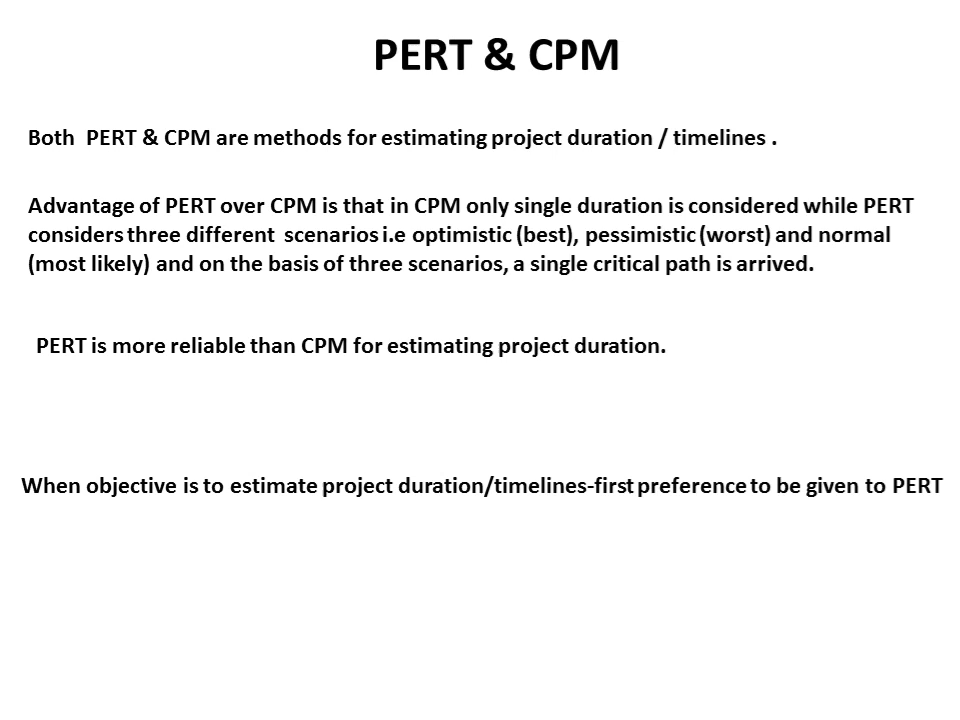 PERT & CPM
Both  PERT & CPM are methods for estimating project duration / timelines .
Advantage of PERT over CPM is that in CPM only single duration is considered while PERT
considers three different  scenarios i.e optimistic (best), pessimistic (worst) and normal
(most likely) and on the basis of three scenarios, a single critical path is arrived.
PERT is more reliable than CPM for estimating project duration.
When objective is to estimate project duration/timelines-first preference to be given to PERT